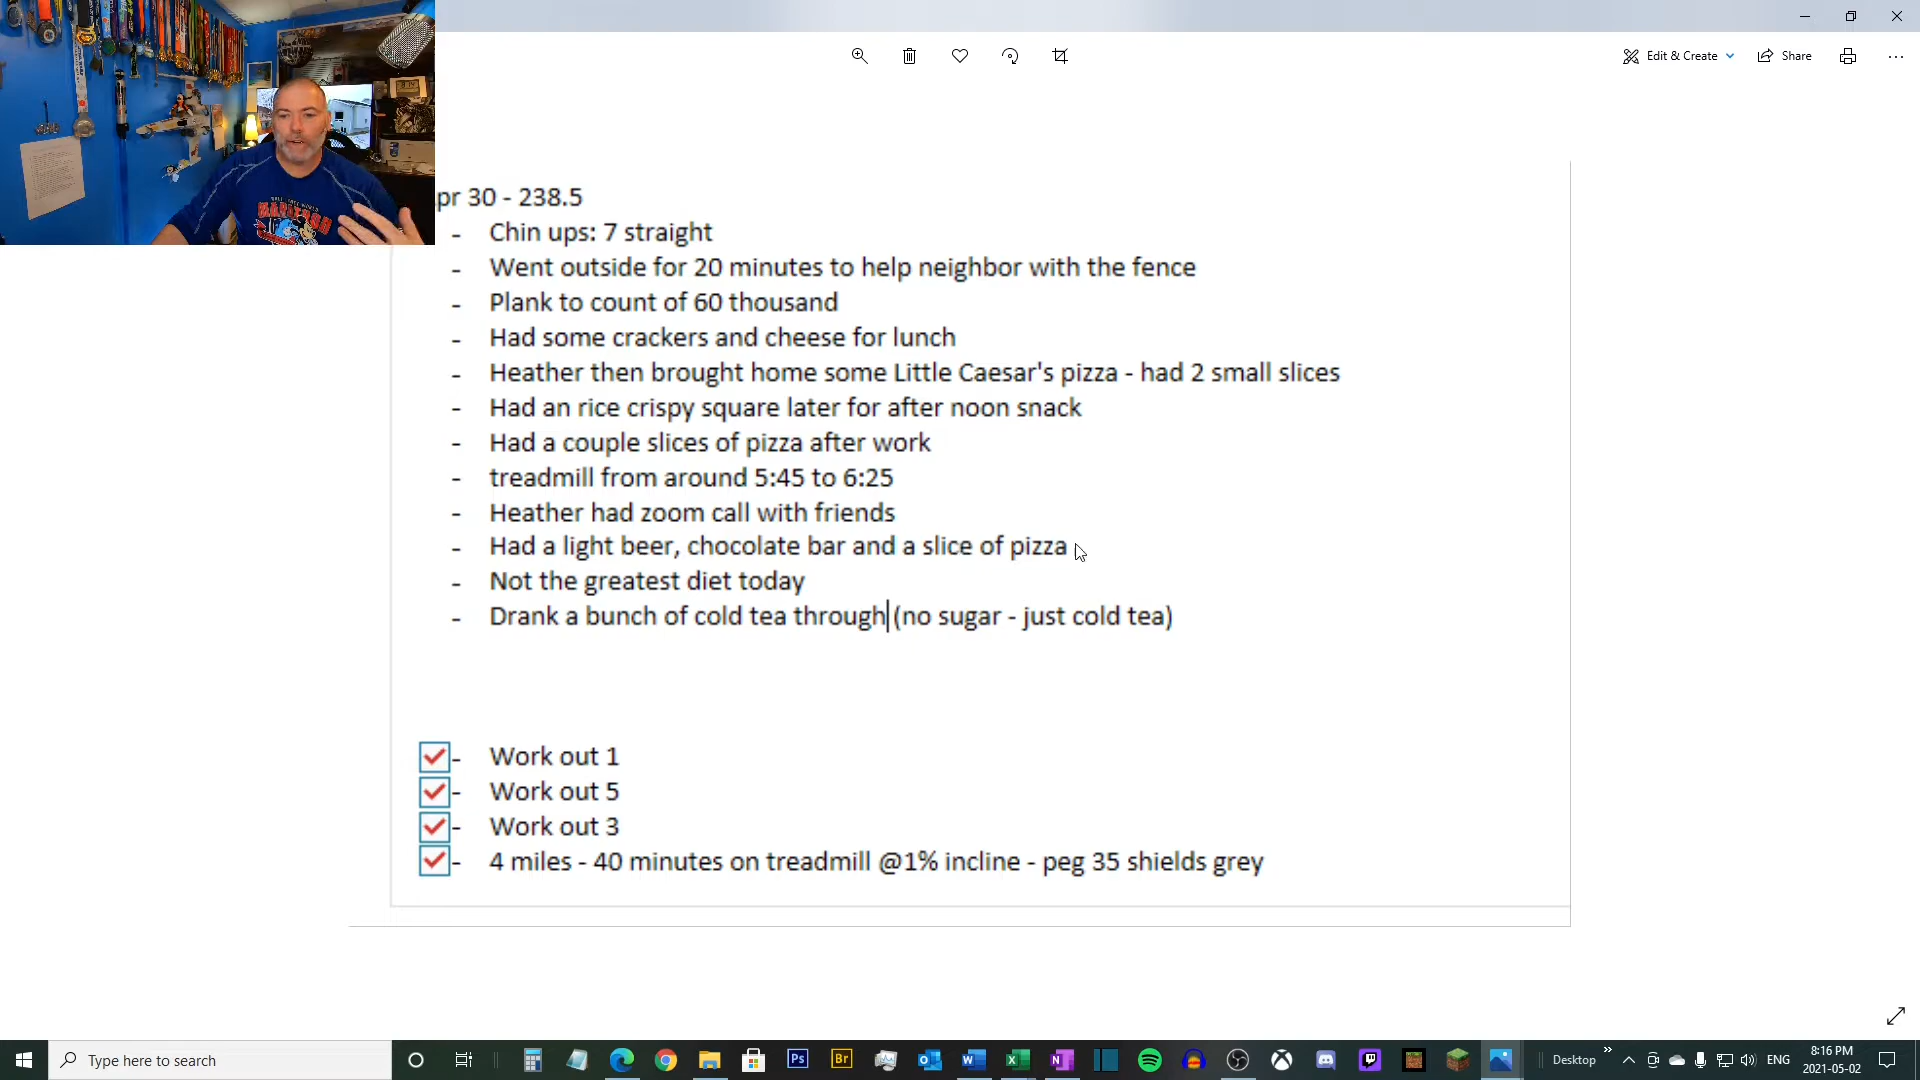 Edit & Create
Share
pr 30 - 238.5
- Chin ups: 7 straight
- Went outside for 20 minutes to help neighbor with the fence
- Plank to count of 60 thousand
- Had some crackers and cheese for lunch
- Heather then brought home some Little Caesar's pizza - had 2 small slices
- Had an rice crispy square later for after noon snack
- Had a couple slices of pizza after work
- treadmill from around 5:45 to 6:25
- Heather had zoom call with friends
- Had a light beer, chocolate bar and a slice of pizza
- Not the greatest diet today
- Drank a bunch of cold tea through (no sugar - just cold tea)
- Work out 1
- Work out 5
- Work out 3
- 4 miles - 40 minutes on treadmill @1% incline - peg 35 shields grey
Type here to search
Ps
Br
Desktop
ENG
8:16 PM
2021-05-02